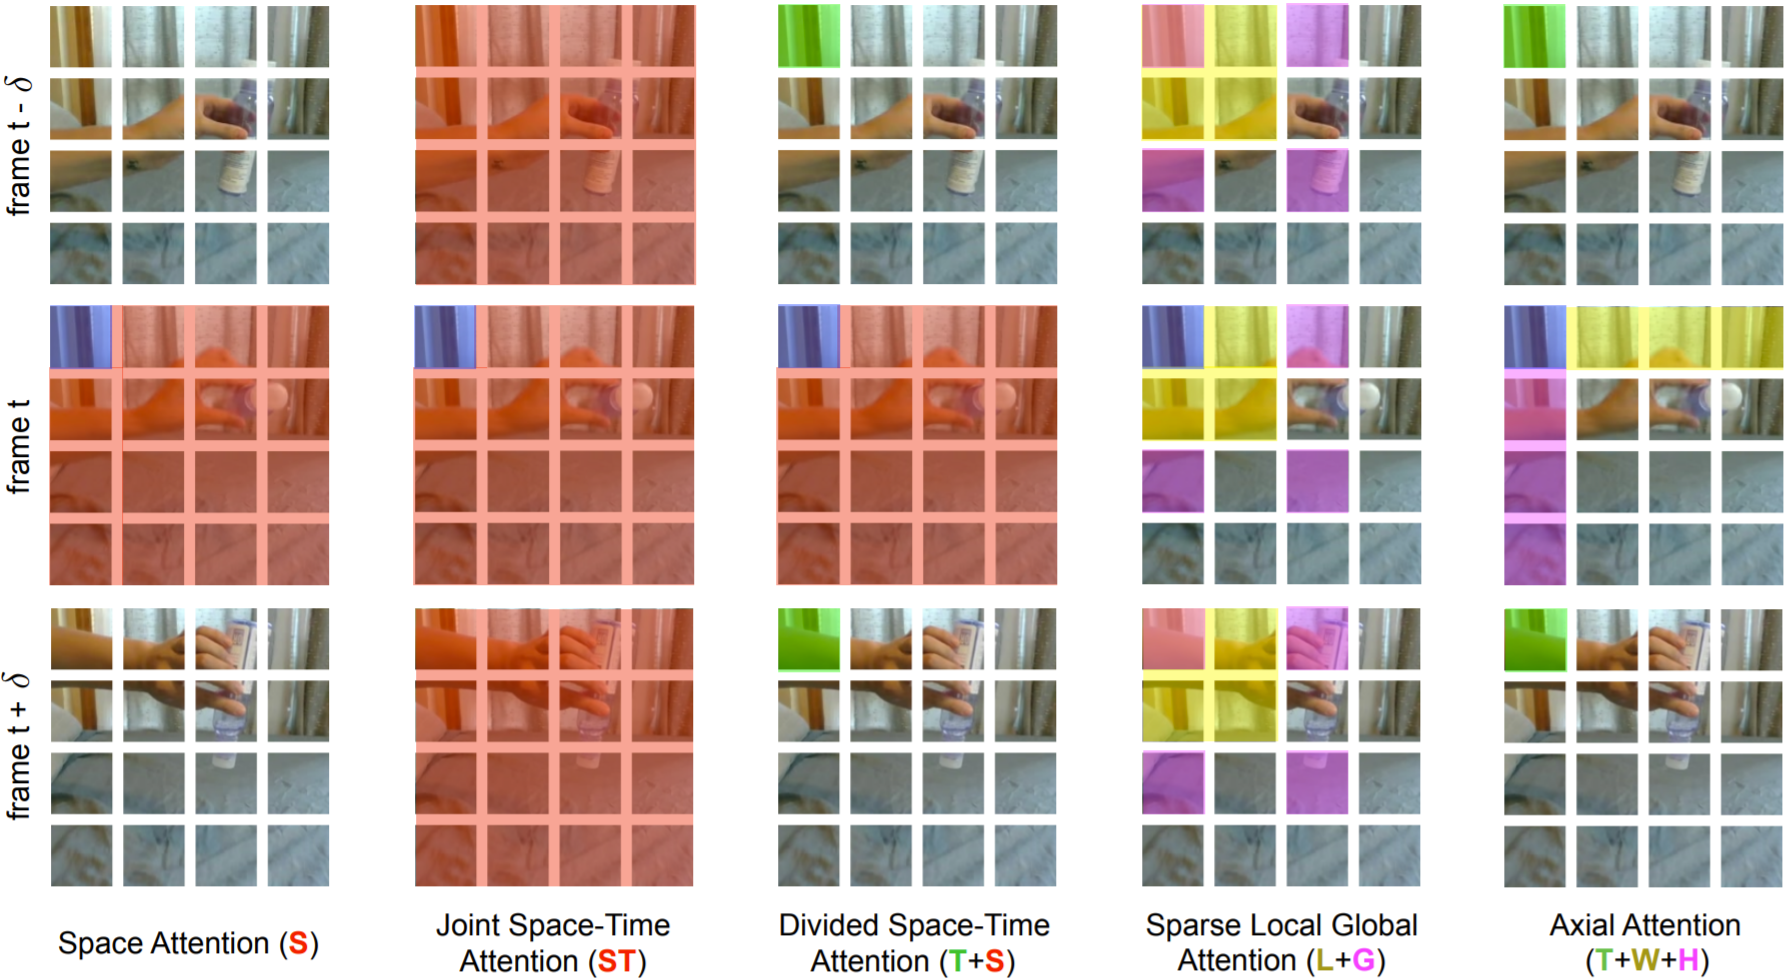 frame t - δ
frame t
frame t + δ
Space Attention (S)
Joint Space-Time
Attention (ST)
Divided Space-Time
Attention (T+S)
Sparse Local Global
Attention (L+G)
Axial Attention
(T+W+H)